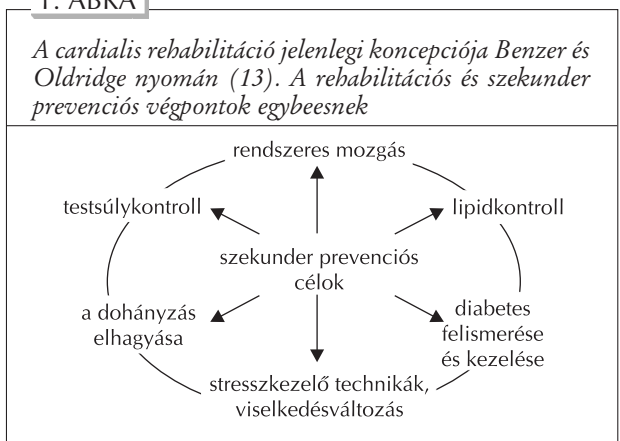 1. ÁBRA
A cardialis rehabilitáció jelenlegi koncepciója Benzer és
Oldridge nyomán (13). A rehabilitációs és szekunder
prevenciós végpontok egybeesnek
rendszeres mozgás
testsúlykontroll
lipidkontroll
szekunder prevenciós
célok
a dohányzás
elhagyása
diabetes
felismerése
és kezelése
stresszkezelő technikák,
viselkedésváltozás